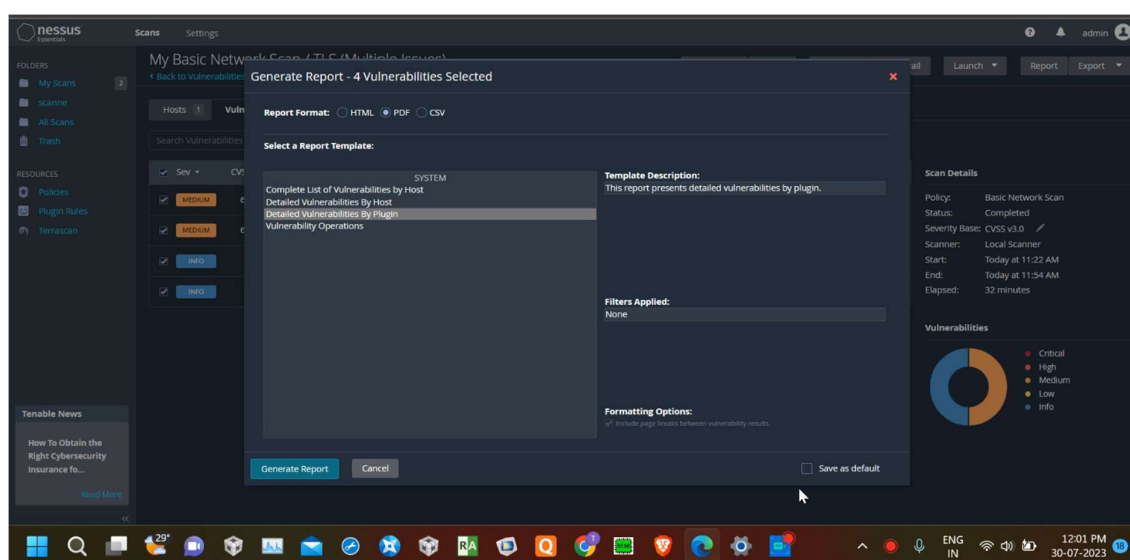 nessus
Essentials
Scans
Settings
admin
FOLDERS
My Scans
2
scanne
All Scans
Trash
RESOURCES
Policies
Plugin Rules
Terrascan
Tenable News
How To Obtain the
Right Cybersecurity
Insurance fo...
Read More
My Basic Network Scan / TLS (Multiple Issues)
Back to Vulnerabilities
Launch
Report
Export
Hosts 1
Vuln
Search Vulnerabilities
Sev
CVS
MEDIUM 6
MEDIUM 6
INFO
INFO
Generate Report - 4 Vulnerabilities Selected
Report Format: HTML PDF CSV
Select a Report Template:
SYSTEM
Complete List of Vulnerabilities by Host
Detailed Vulnerabilities By Host
Detailed Vulnerabilities By Plugin
Vulnerability Operations
Template Description:
This report presents detailed vulnerabilities by plugin.
Filters Applied:
None
Formatting Options:
Include page breaks between vulnerability results
Generate Report
Cancel
Save as default
Scan Details
Policy: Basic Network Scan
Status: Completed
Severity Base: CVSS v3.0
Scanner: Local Scanner
Start: Today at 11:22 AM
End: Today at 11:54 AM
Elapsed: 32 minutes
Vulnerabilities
Critical
High
Medium
Low
Info
29°
RA
ENG
IN
12:01 PM
30-07-2023
18